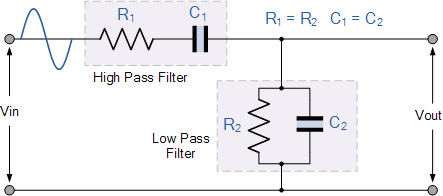 R1 C1 R1 = R2 C1 = C2
High Pass Filter
Vin
R2 C2
Vout
Low Pass
Filter